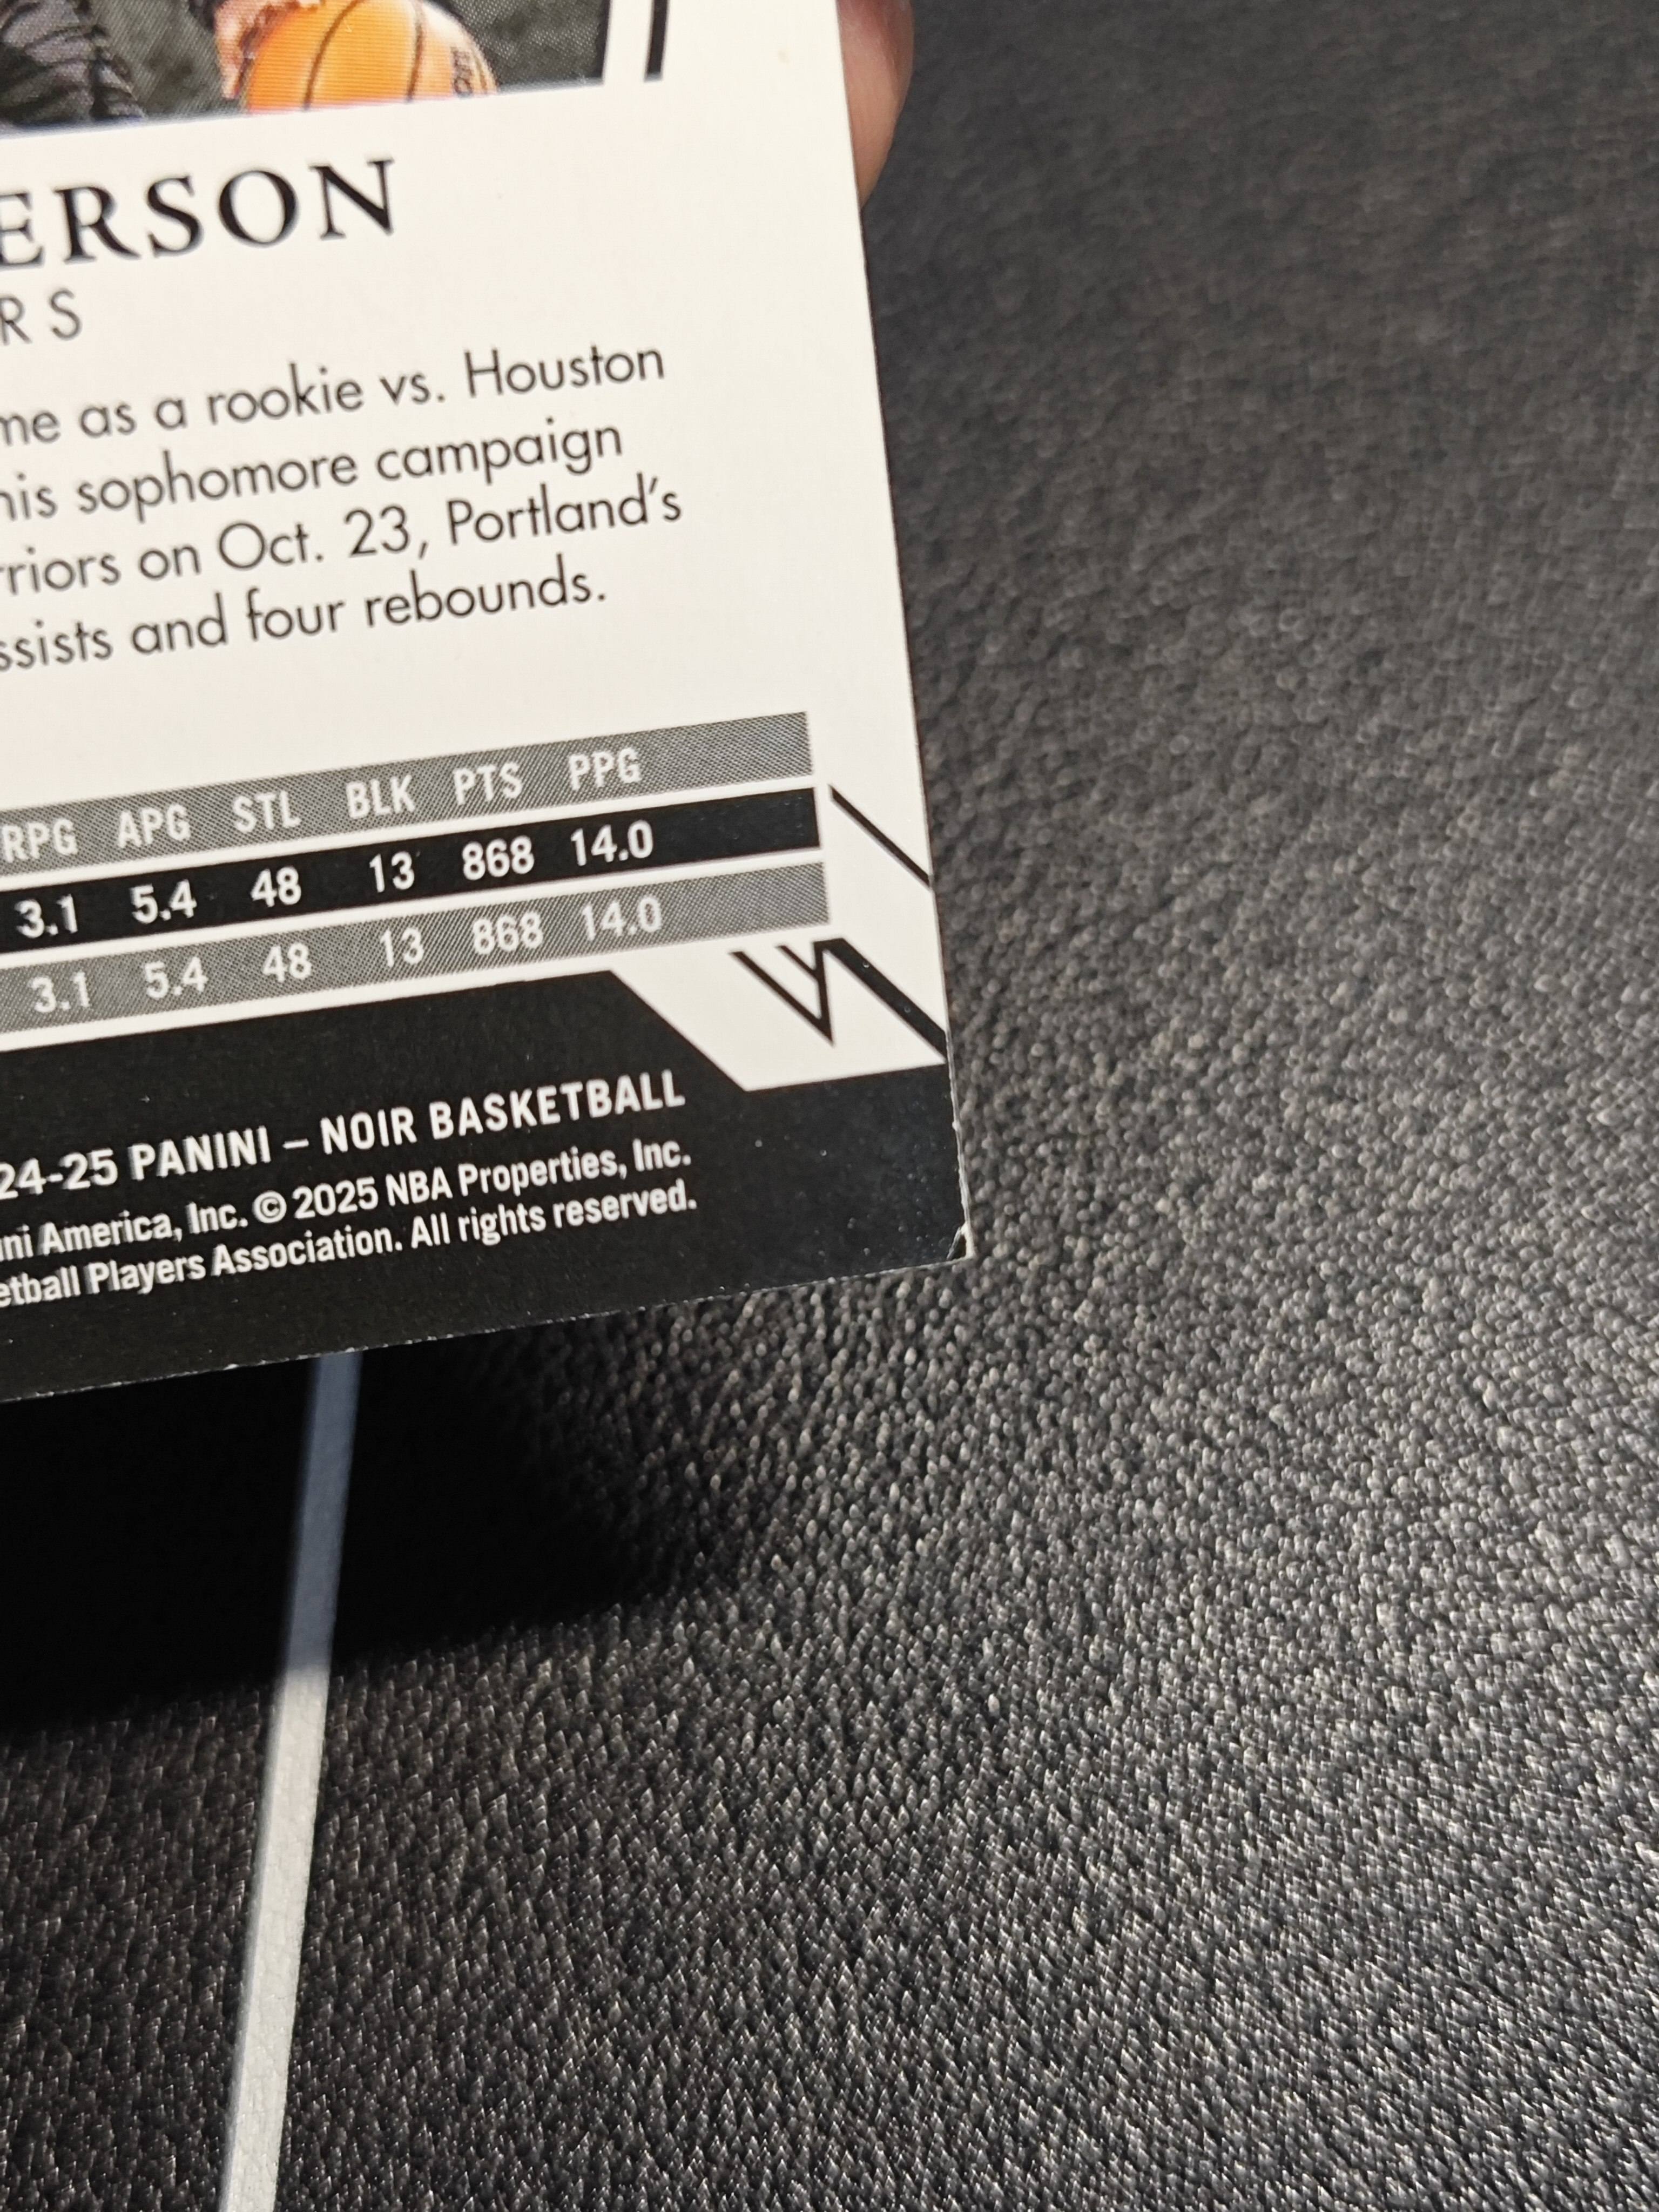 ERSON
RS
me as a rookie vs. Houston
his sophomore campaign
rriors on Oct. 23, Portland's
ssists and four rebounds.
RPG APG STL BLK PTS PPG
3.1 5.4 48 13 868 14.0
3.1 5.4 48 13 868 14.0
24-25 PANINI – NOIR BASKETBALL
ni America, Inc. © 2025 NBA Properties, Inc.
etball Players Association. All rights reserved.